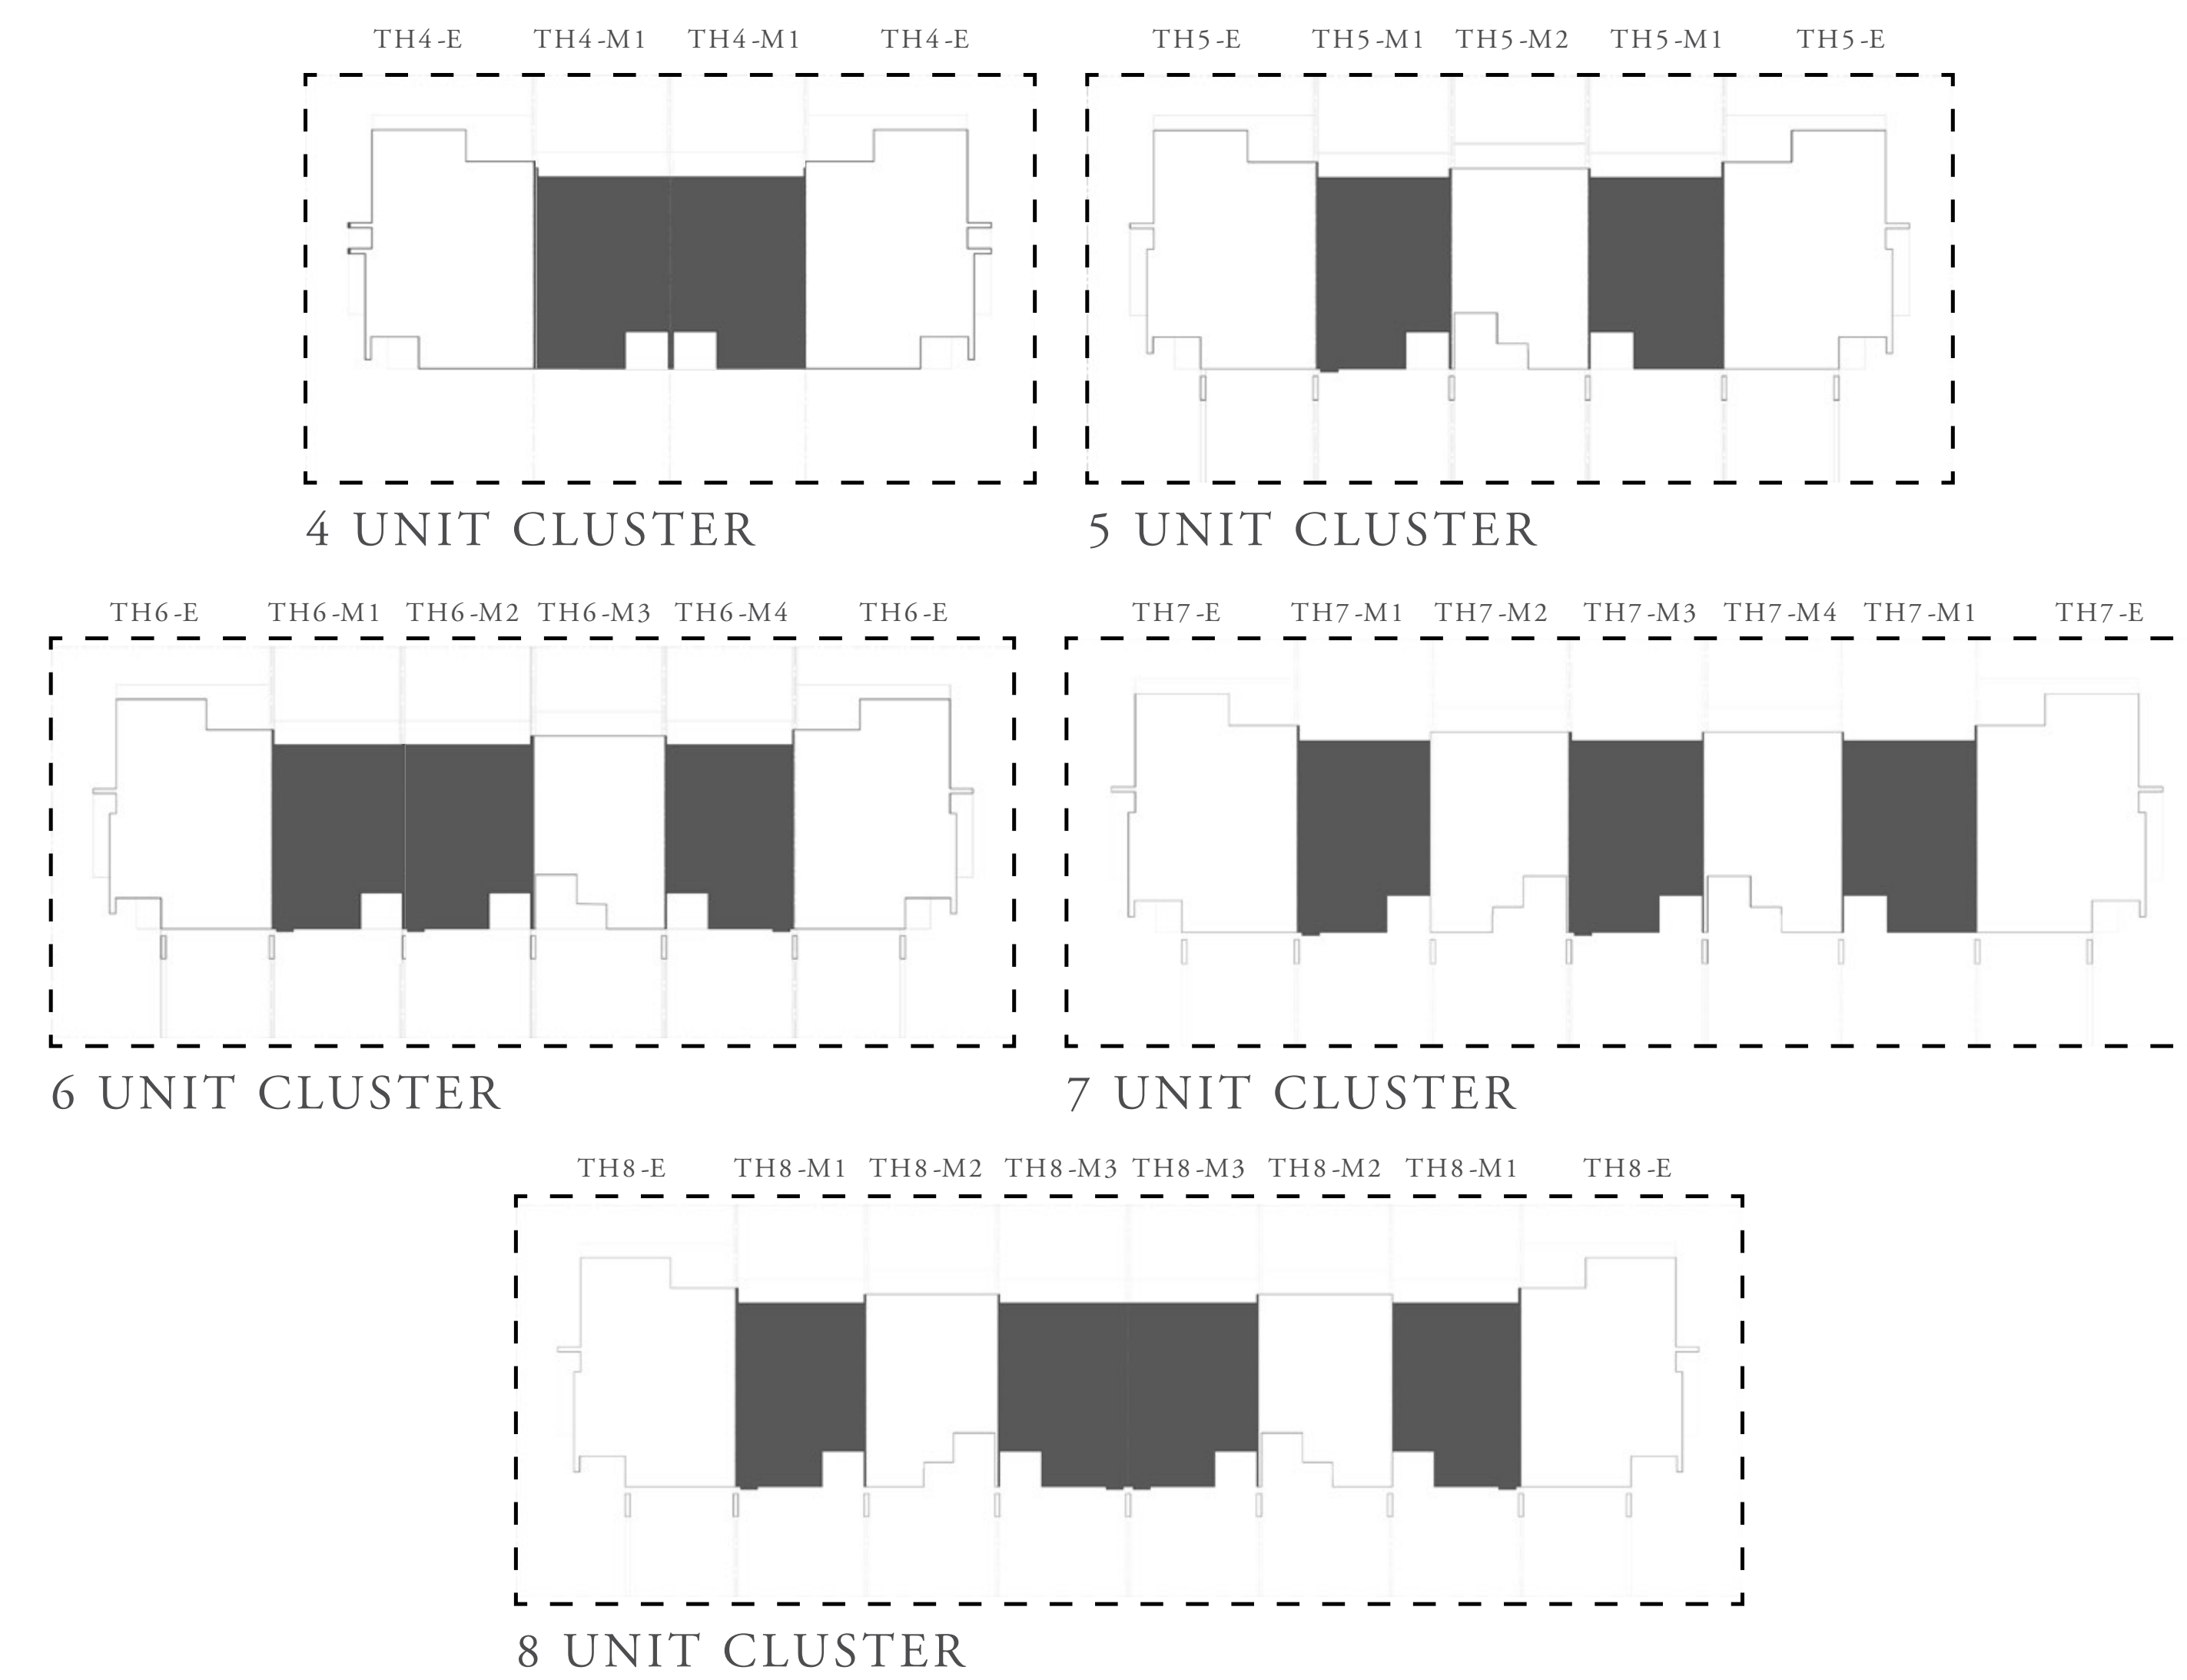 TH4-E TH4-M1 TH4-M1 TH4-E
4 UNIT CLUSTER
TH5-E TH5-M1 TH5-M2 TH5-M1 TH5-E
5 UNIT CLUSTER
TH6-E TH6-M1 TH6-M2 TH6-M3 TH6-M4 TH6-E
6 UNIT CLUSTER
TH7-E TH7-M1 TH7-M2 TH7-M3 TH7-M4 TH7-M1 TH7-E
7 UNIT CLUSTER
TH8-E TH8-M1 TH8-M2 TH8-M3 TH8-M3 TH8-M2 TH8-M1 TH8-E
8 UNIT CLUSTER